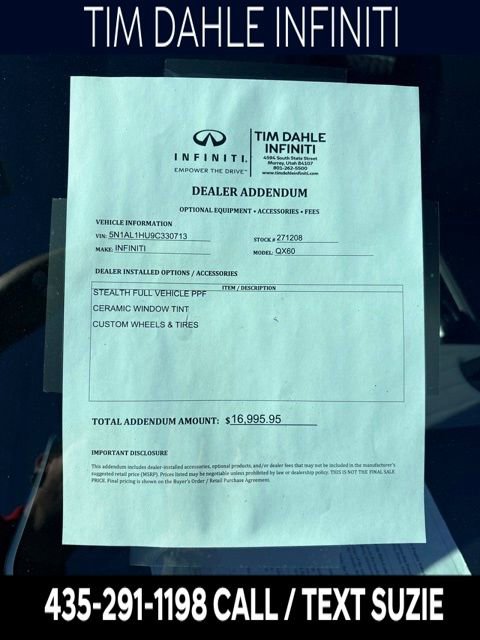 TIM DAHLE INFINITI
INFINITI.
EMPOWER THE DRIVE™
TIM DAHLE
INFINITI
4594 South State Street
Murray, Utah 84107
801-262-5500
www.timdahleinfiniti.com
DEALER ADDENDUM
OPTIONAL EQUIPMENT • ACCESSORIES • FEES
VEHICLE INFORMATION
VIN: 5N1AL1HU9C330713
STOCK # 271208
MAKE: INFINITI
MODEL: QX60
DEALER INSTALLED OPTIONS / ACCESSORIES
ITEM / DESCRIPTION
STEALTH FULL VEHICLE PPF
CERAMIC WINDOW TINT
CUSTOM WHEELS & TIRES
TOTAL ADDENDUM AMOUNT: $16,995.95
IMPORTANT DISCLOSURE
This addendum includes dealer-installed accessories, optional products, and/or dealer fees that may not be included in the manufacturer's
suggested retail price (MSRP). Prices listed may be negotiable unless prohibited by law or dealership policy. THIS IS NOT THE FINAL SALE
PRICE. Final pricing is shown on the Buyer's Order / Retail Purchase Agreement.
435-291-1198 CALL / TEXT SUZIE